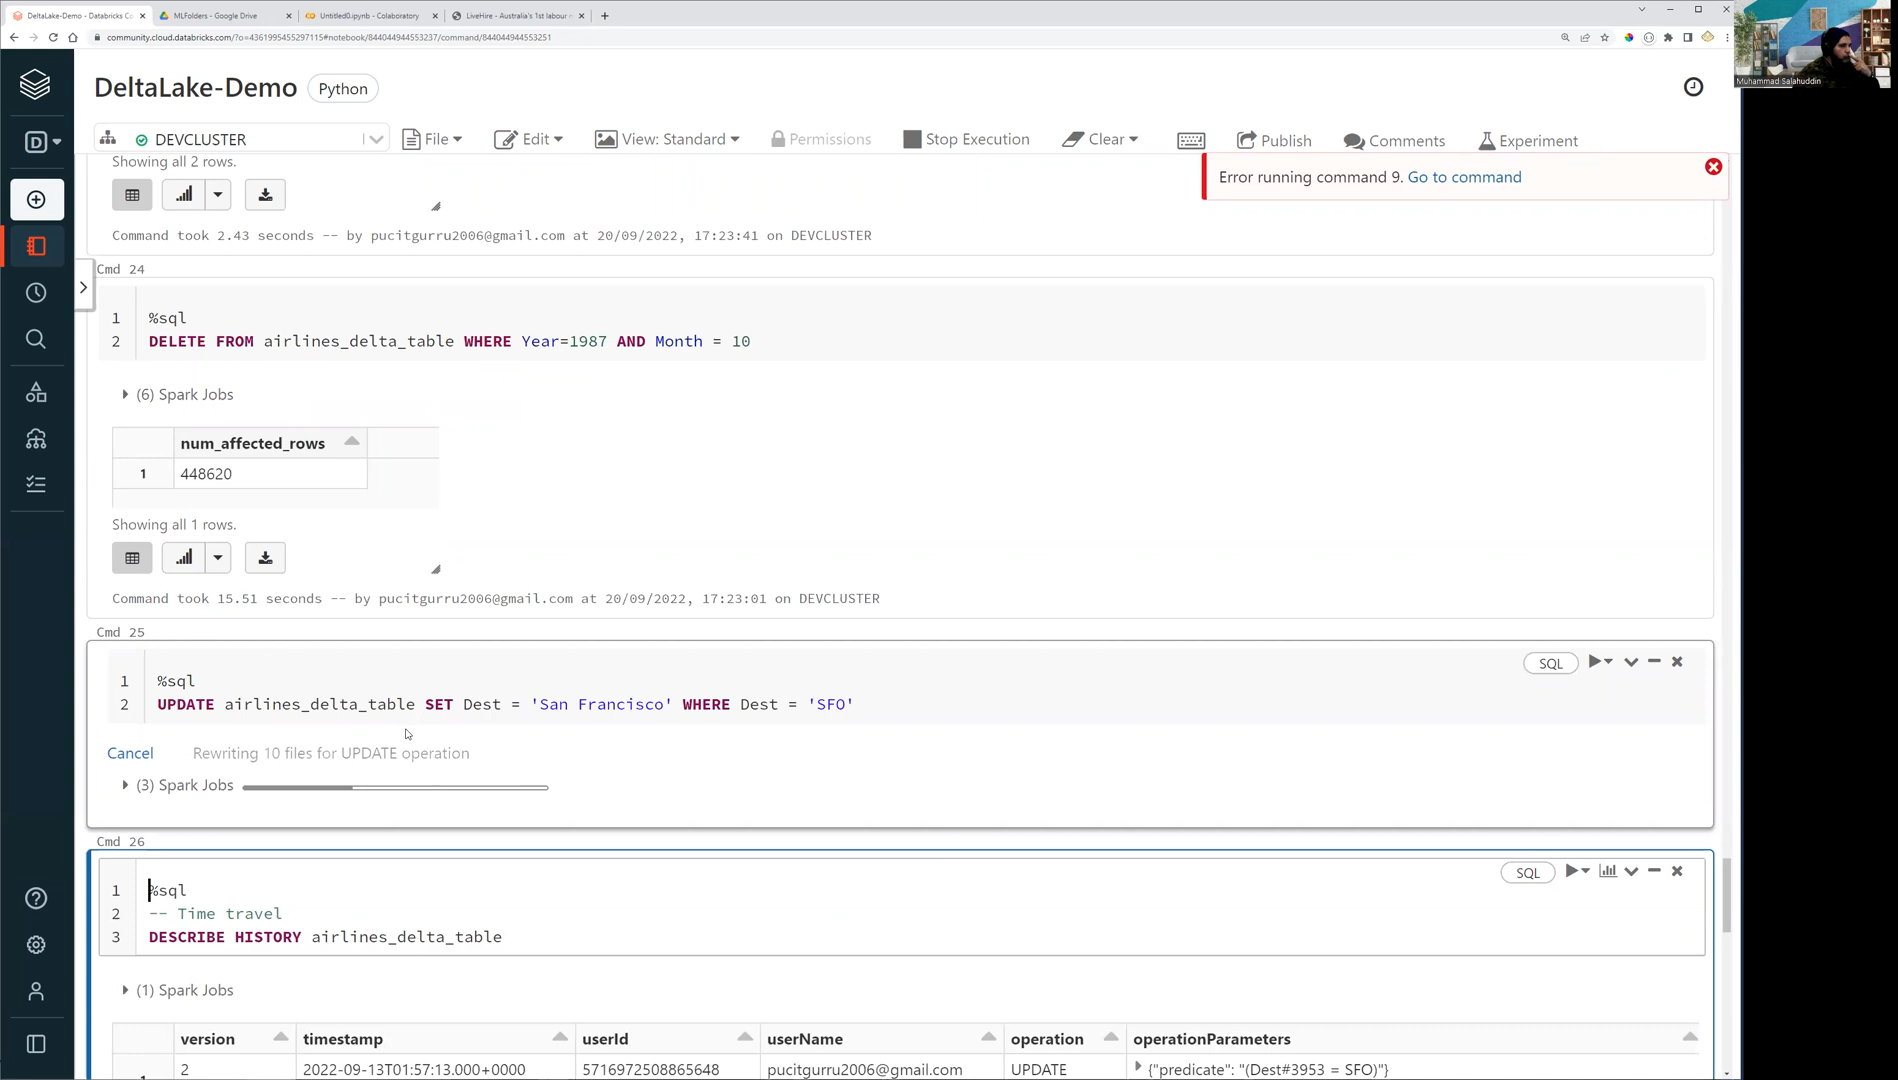 DeltaLake-Demo - Databricks Co
MLFolders - Google Drive
Untitled0.ipynb - Colaboratory
LiveHire - Australia's 1st labour m
community.cloud.databricks.com/?o=4361995455297115#notebook/844044944553237/command/844044944553251
Muhammad Salahuddin
DeltaLake-Demo Python
DEVCLUSTER File Edit View: Standard Permissions Stop Execution Clear Publish Comments Experiment
D
Showing all 2 rows.
Error running command 9. Go to command
Command took 2.43 seconds -- by pucitgurru2006@gmail.com at 20/09/2022, 17:23:41 on DEVCLUSTER
Cmd 24
1 %sql
2 DELETE FROM airlines_delta_table WHERE Year=1987 AND Month = 10
(6) Spark Jobs
num_affected_rows
1 448620
Showing all 1 rows.
Command took 15.51 seconds -- by pucitgurru2006@gmail.com at 20/09/2022, 17:23:01 on DEVCLUSTER
Cmd 25
SQL
1 %sql
2 UPDATE airlines_delta_table SET Dest = 'San Francisco' WHERE Dest = 'SFO'
Cancel Rewriting 10 files for UPDATE operation
(3) Spark Jobs
Cmd 26
SQL
1 %sql
2 -- Time travel
3 DESCRIBE HISTORY airlines_delta_table
(1) Spark Jobs
version timestamp userId userName operation operationParameters
2 2022-09-13T01:57:13.000+0000 5716972508865648 pucitgurru2006@gmail.com UPDATE {"predicate": "(Dest#3953 = SFO)"}